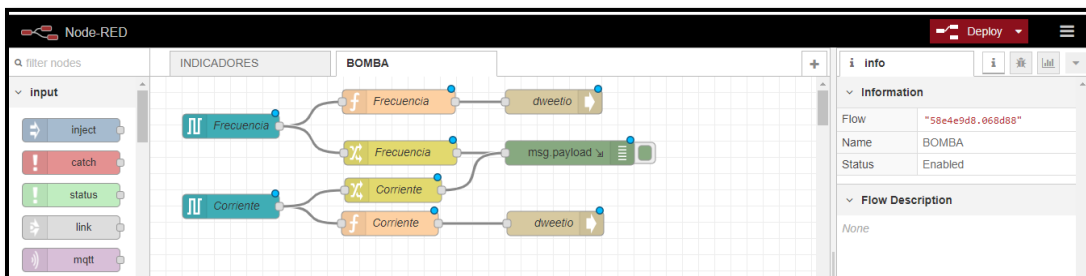 Node-RED
Deploy
filter nodes
INDICADORES
BOMBA
+
i info
i
input
inject
catch
status
link
mqtt
Frecuencia
Frecuencia
dweetio
Frecuencia
msg.payload
Corriente
Corriente
Corriente
dweetio
Information
Flow "58e4e9d8.068d88"
Name BOMBA
Status Enabled
Flow Description
None